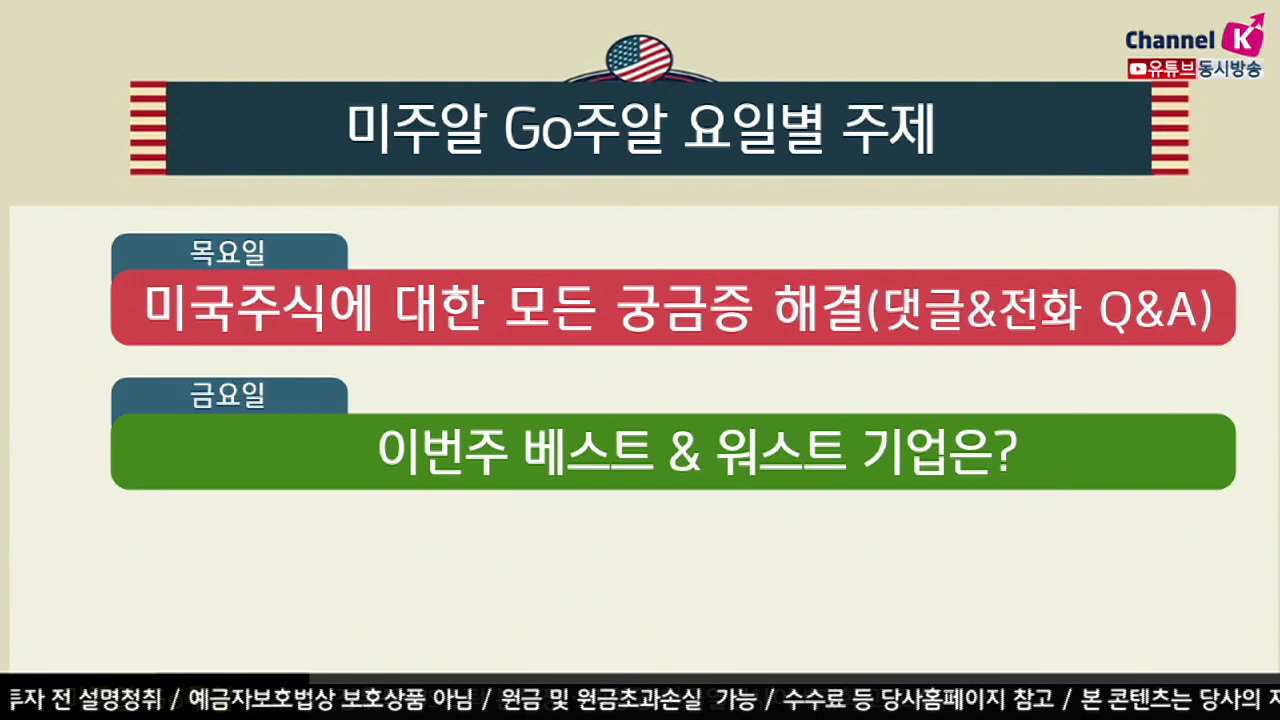 Channel K
유튜브 동시방송
미주알 Go주알 요일별 주제
목요일
미국주식에 대한 모든 궁금증 해결(댓글&전화 Q&A)
금요일
이번주 베스트 & 워스트 기업은?
전 설명청취 / 예금자보호법상 보호상품 아님 / 원금 및 원금초과손실 가능 / 수수료 등 당사홈페이지 참고 / 본 콘텐츠는 당사의